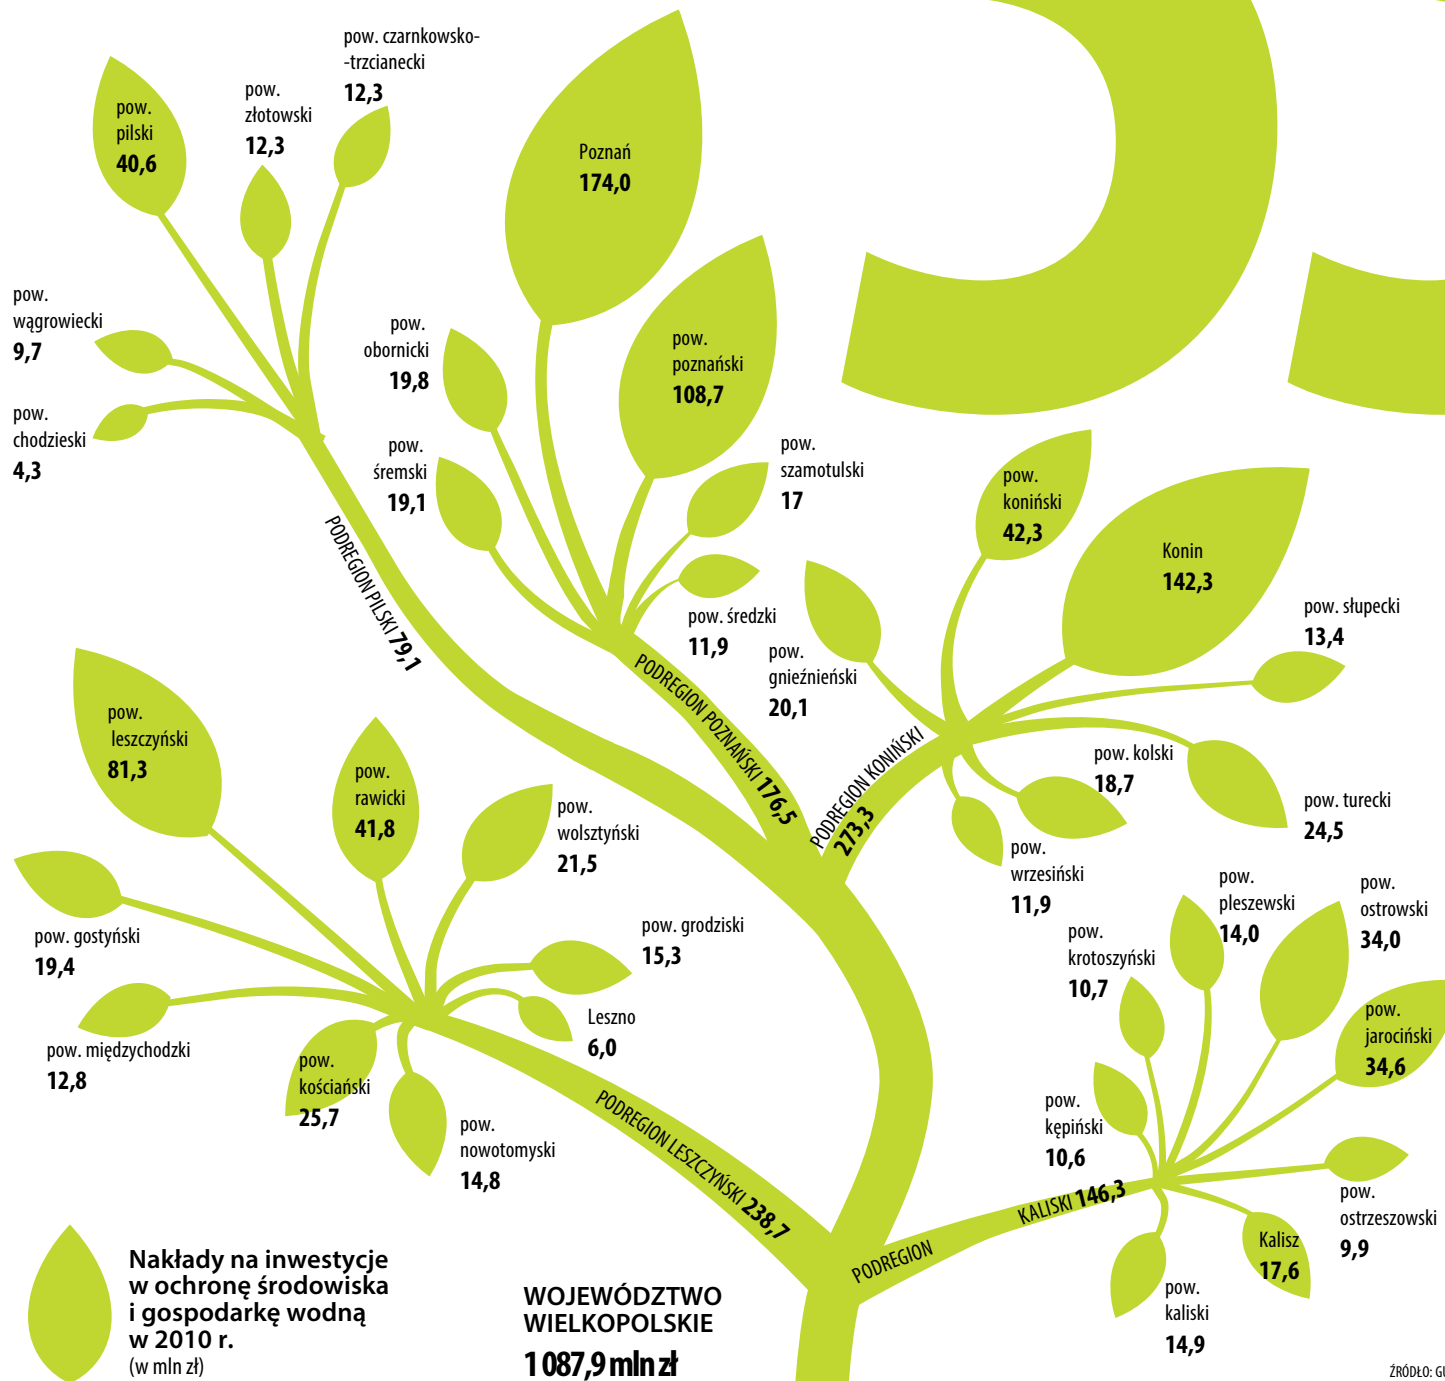 pow. czarnkowsko-
-trzcianecki
12,3
pow.
pilski
40,6
pow.
złotowski
12,3
pow.
wągrowiecki
9,7
pow.
chodzieski
4,3
PODREGION PILSKI 79,1
Poznań
174,0
pow.
poznański
108,7
pow.
obornicki
19,8
pow.
śremski
19,1
pow.
szamotulski
17
pow. średzki
11,9
PODREGION POZNAŃSKI 176,5
pow.
koniński
42,3
Konin
142,3
pow. słupecki
13,4
pow.
gnieźnieński
20,1
pow. kolski
18,7
pow. turecki
24,5
pow.
wrzesiński
11,9
PODREGION KONIŃSKI
273,3
pow.
leszczyński
81,3
pow.
rawicki
41,8
pow.
wolsztyński
21,5
pow. gostyński
19,4
pow. grodziski
15,3
Leszno
6,0
pow. międzychodzki
12,8
pow.
kościański
25,7
pow.
nowotomyski
14,8
PODREGION LESZCZYŃSKI 238,7
pow.
pleszewski
14,0
pow.
ostrowski
34,0
pow.
krotoszyński
10,7
pow.
jarociński
34,6
pow.
kępiński
10,6
pow.
ostrzeszowski
9,9
Kalisz
17,6
pow.
kaliski
14,9
PODREGION KALISKI 146,3
Nakłady na inwestycje
w ochronę środowiska
i gospodarkę wodną
w 2010 r.
(w mln zł)
WOJEWÓDZTWO
WIELKOPOLSKIE
1 087,9 mln zł
ŹRÓDŁO: